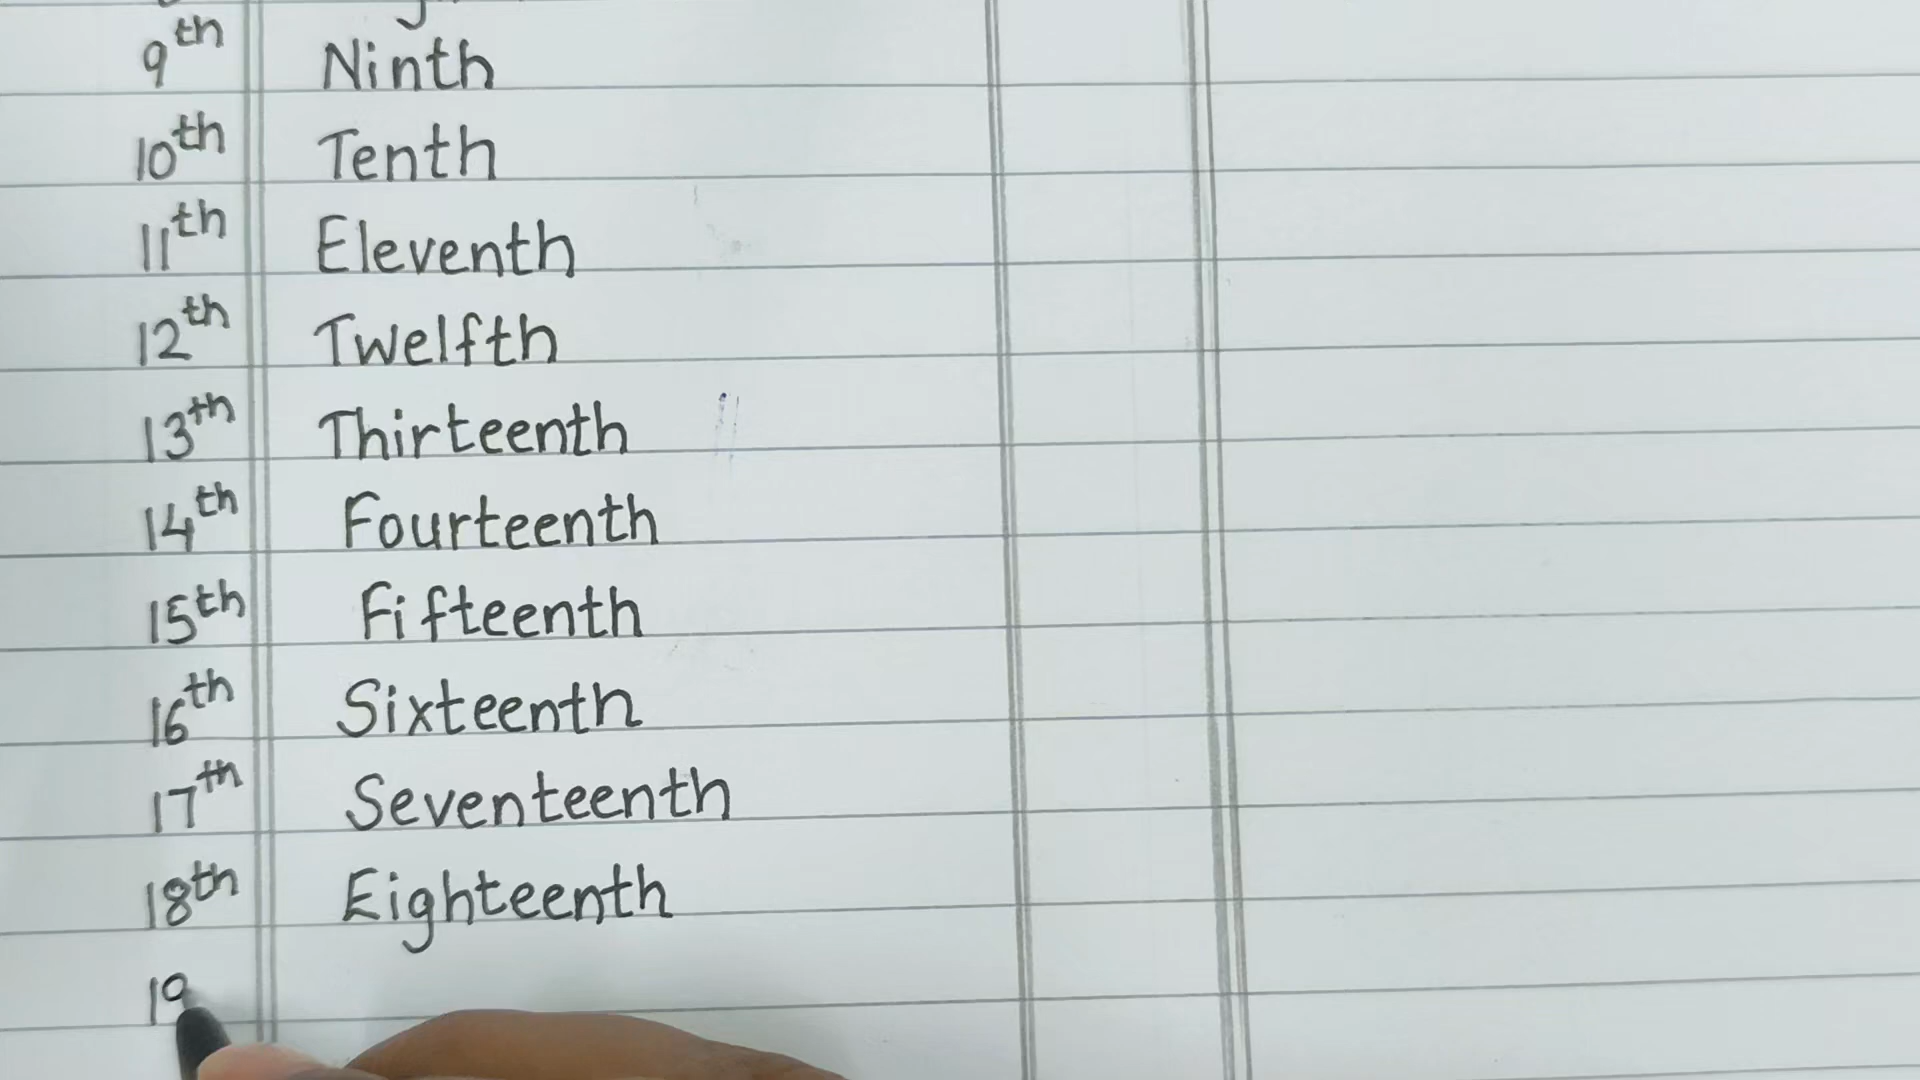 9th Ninth
10th Tenth
11th Eleventh
12th Twelfth
13th Thirteenth
14th Fourteenth
15th Fifteenth
16th Sixteenth
17th Seventeenth
18th Eighteenth
19